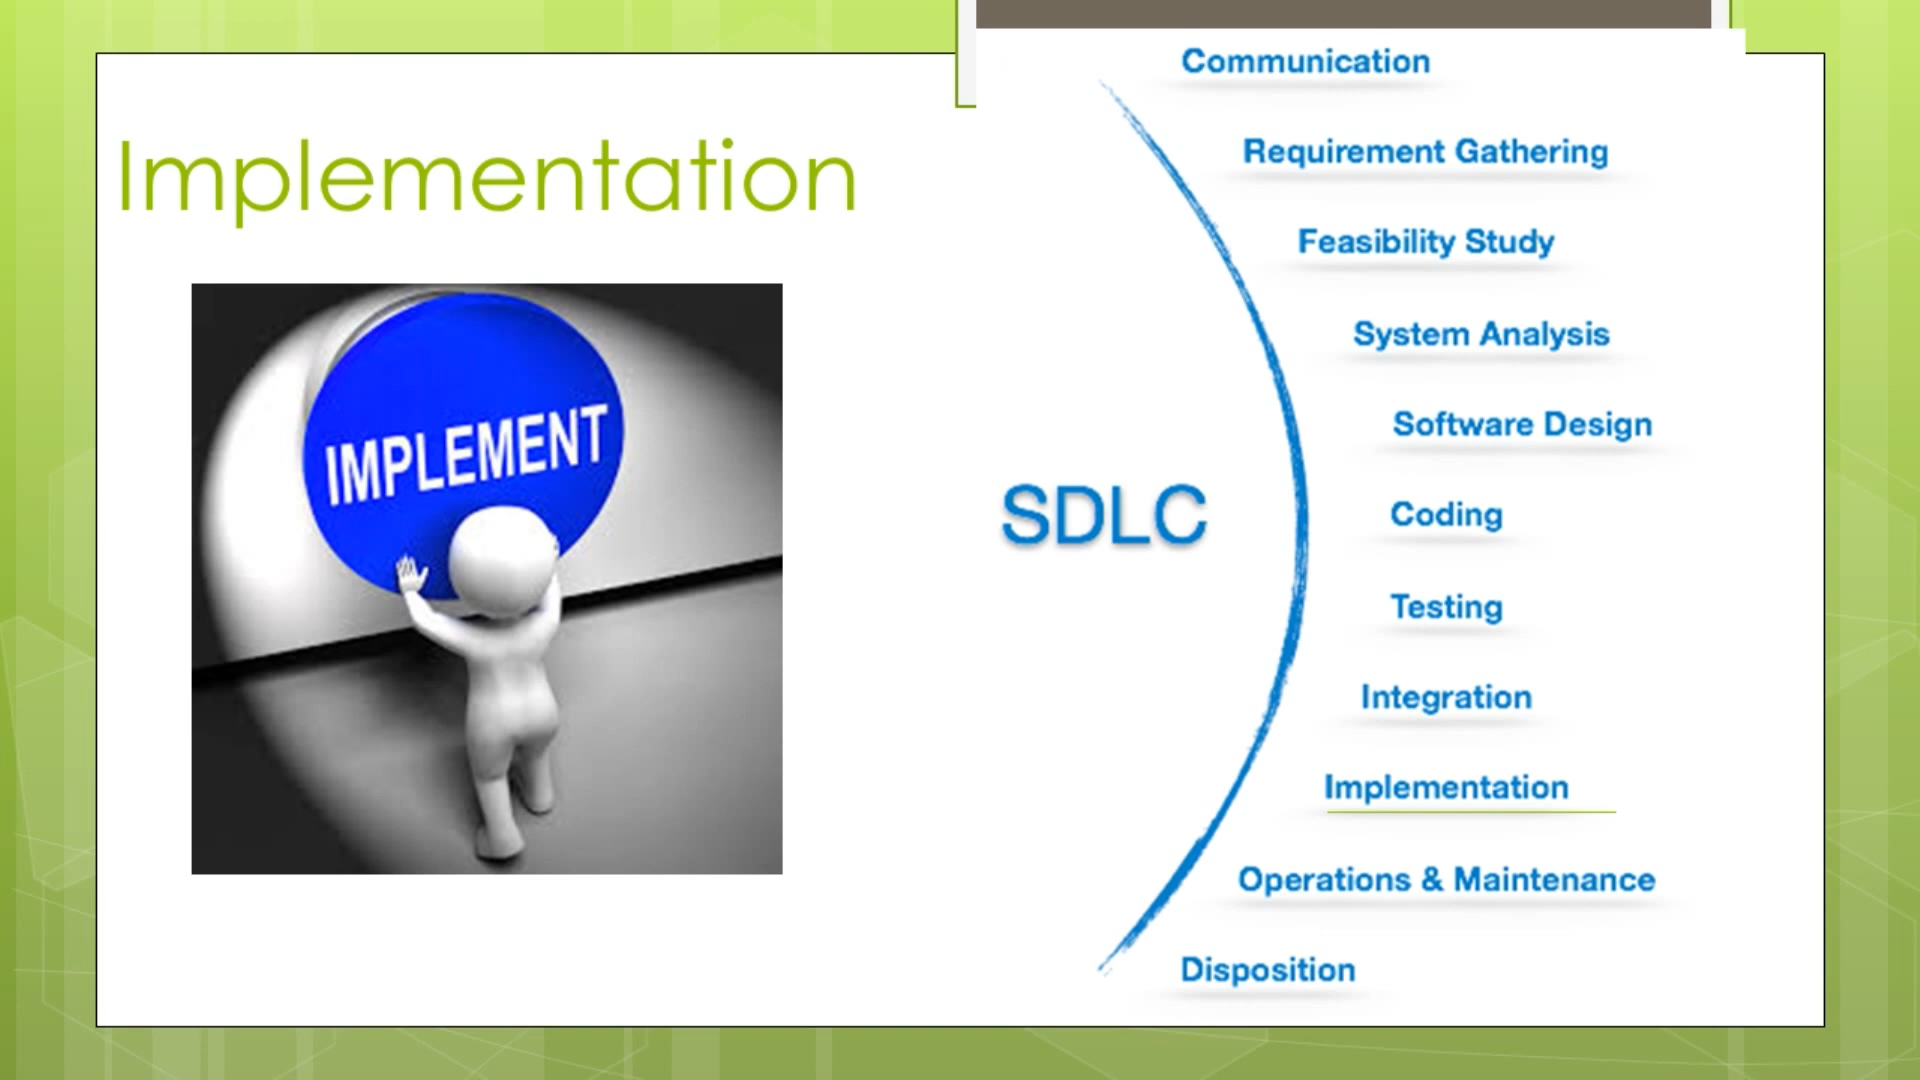 Implementation
IMPLEMENT
SDLC
Communication
Requirement Gathering
Feasibility Study
System Analysis
Software Design
Coding
Testing
Integration
Implementation
Operations & Maintenance
Disposition